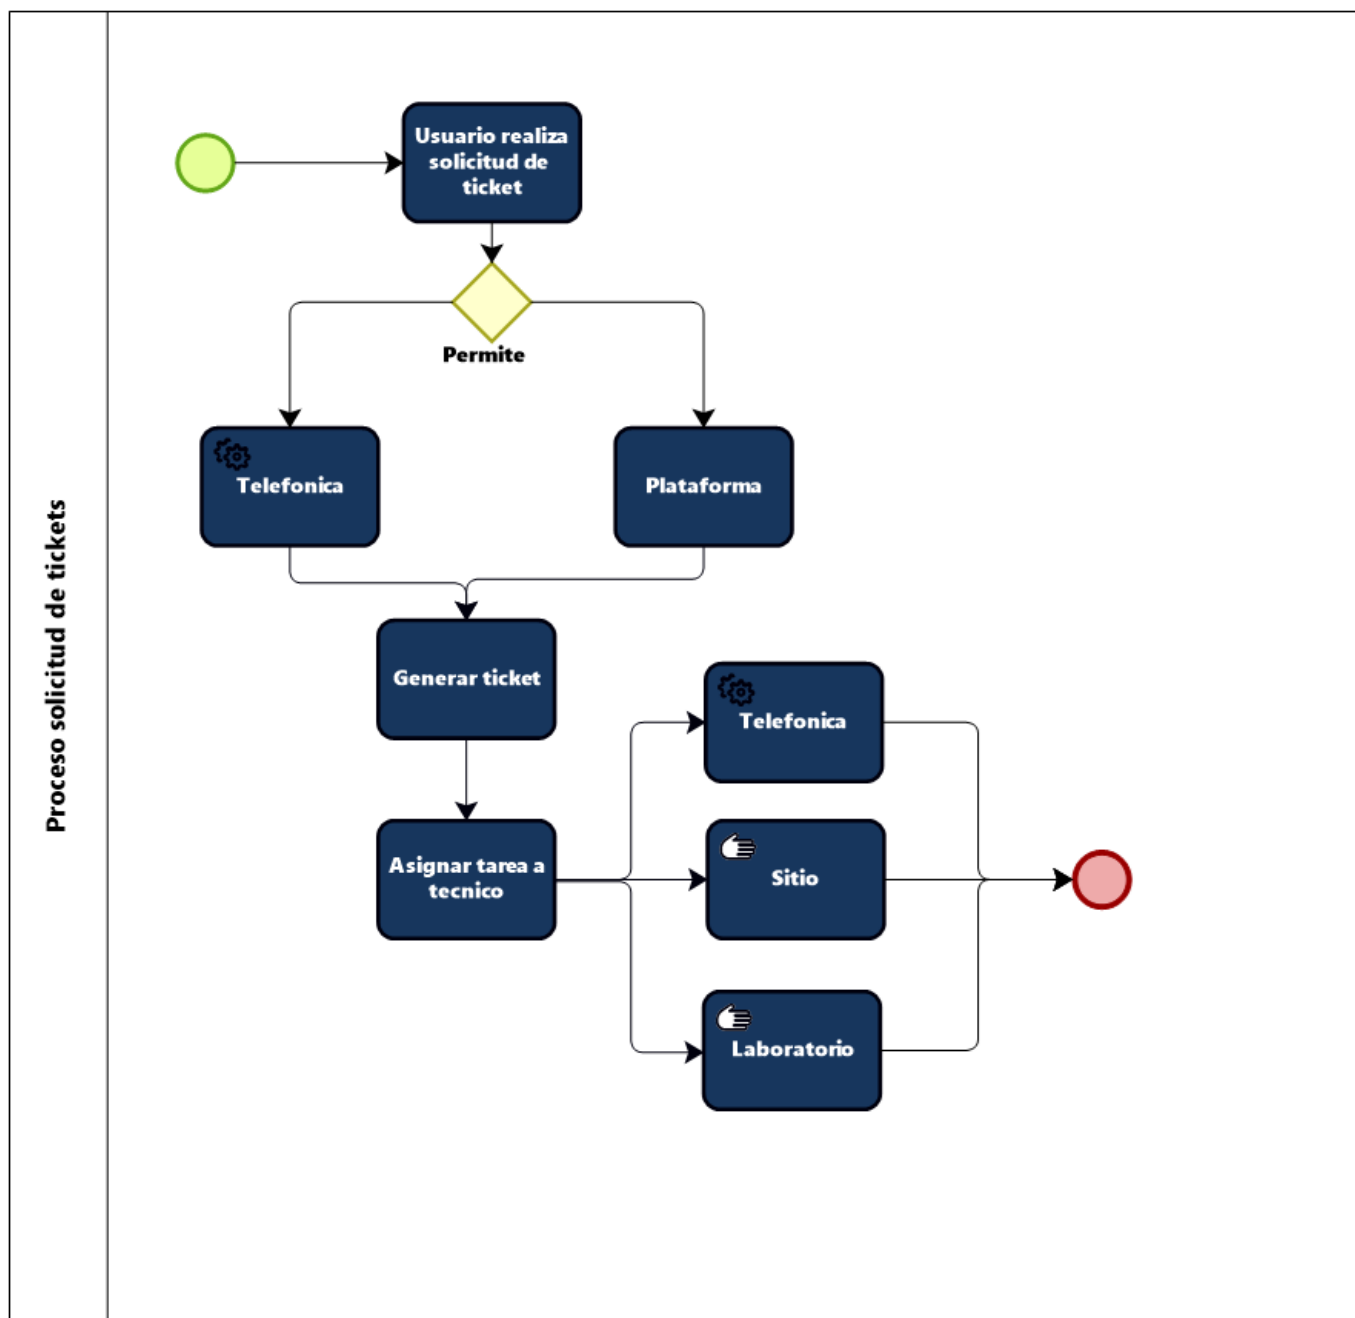 Proceso solicitud de tickets
Usuario realiza
solicitud de
ticket
Permite
Telefonica
Plataforma
Generar ticket
Telefonica
Asignar tarea a
tecnico
Sitio
Laboratorio